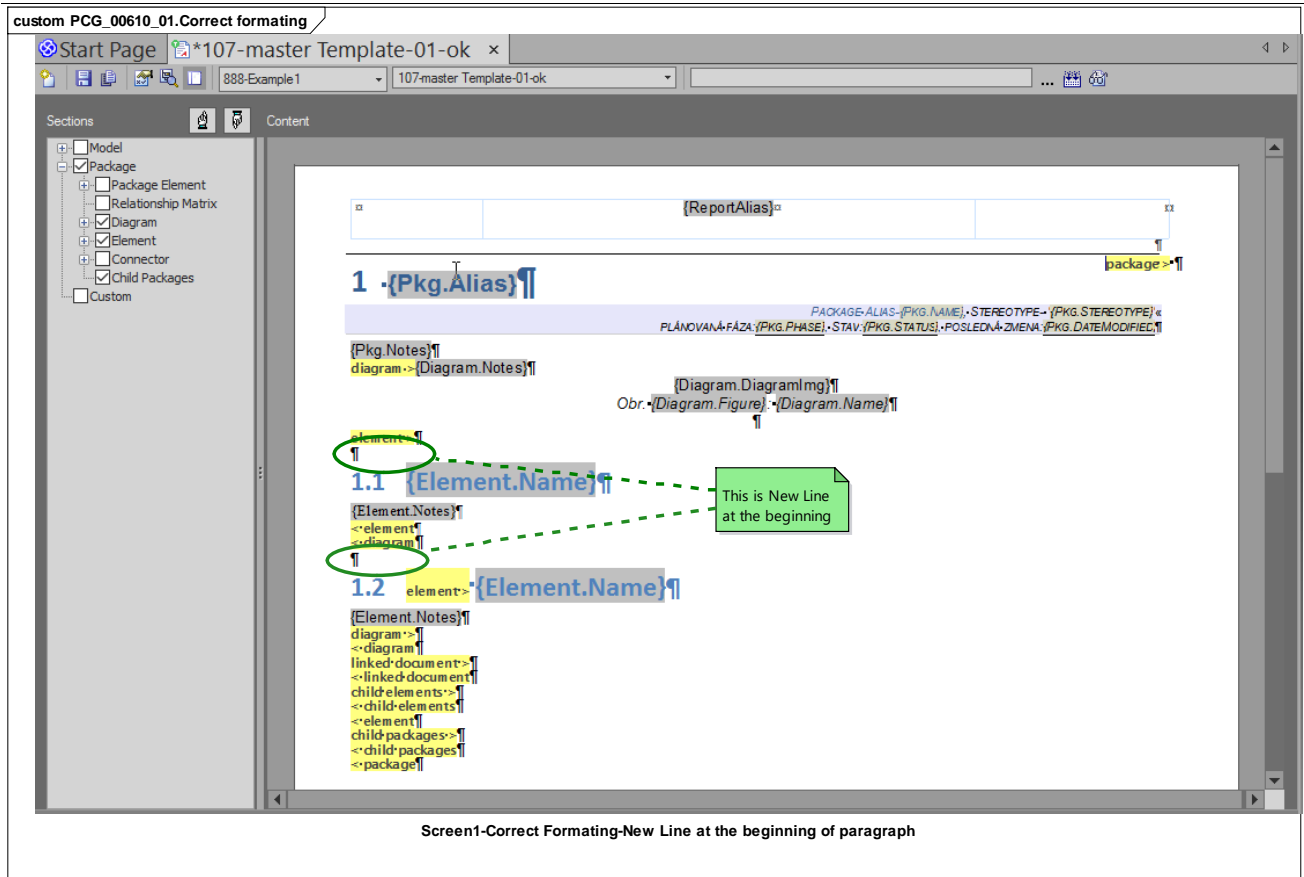 custom PCG_00610_01.Correct formating
Start Page *107-master Template-01-ok ×
888-Example1 107-master Template-01-ok ...
Sections Content
Model
Package
Package Element
Relationship Matrix
Diagram
Element
Connector
Child Packages
Custom
¤ {ReportAlias}¤ ¤
¶
package·>·¶
1 ·{Pkg.Alias}¶
PACKAGE·ALIAS-{PKG.NAME},·STEREOTYPE-·'{PKG.STEREOTYPE}'«
PLÁNOVANÁ·FÁZA:{PKG.PHASE},·STAV:{PKG.STATUS},·POSLEDNÁ·ZMENA:{PKG.DATEMODIFIED,¶
{Pkg.Notes}¶
diagram·>{Diagram.Notes}¶
{Diagram.DiagramImg}¶
Obr.·{Diagram.Figure}:·{Diagram.Name}¶
¶
element·>¶
¶
1.1 {Element.Name}¶
{Element.Notes}¶
<·element¶
<·diagram¶
¶
This is New Line
at the beginning
1.2 element·>·{Element.Name}¶
{Element.Notes}¶
diagram·>¶
<·diagram¶
linked·document·>¶
<·linked·document¶
child·elements·>¶
<·child·elements¶
<·element¶
child·packages·>¶
<·child·packages¶
<·package¶
Screen1-Correct Formating-New Line at the beginning of paragraph